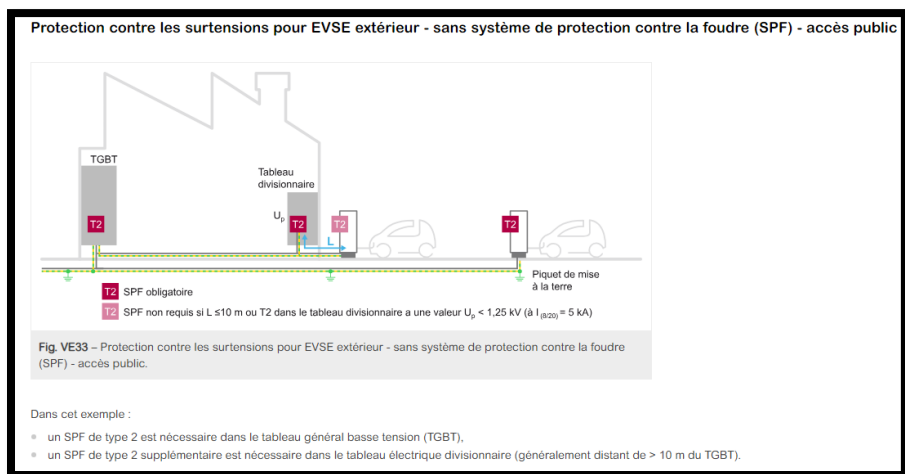 Protection contre les surtensions pour EVSE extérieur - sans système de protection contre la foudre (SPF) - accès public
TGBT
Tableau
divisionnaire
Up
T2
T2
T2
T2
L
Piquet de mise
à la terre
T2 SPF obligatoire
T2 SPF non requis si L ≤10 m ou T2 dans le tableau divisionnaire a une valeur Up < 1,25 kV (à I (8/20) = 5 kA)
Fig. VE33 – Protection contre les surtensions pour EVSE extérieur - sans système de protection contre la foudre
(SPF) - accès public.
Dans cet exemple :
un SPF de type 2 est nécessaire dans le tableau général basse tension (TGBT),
un SPF de type 2 supplémentaire est nécessaire dans le tableau électrique divisionnaire (généralement distant de > 10 m du TGBT).